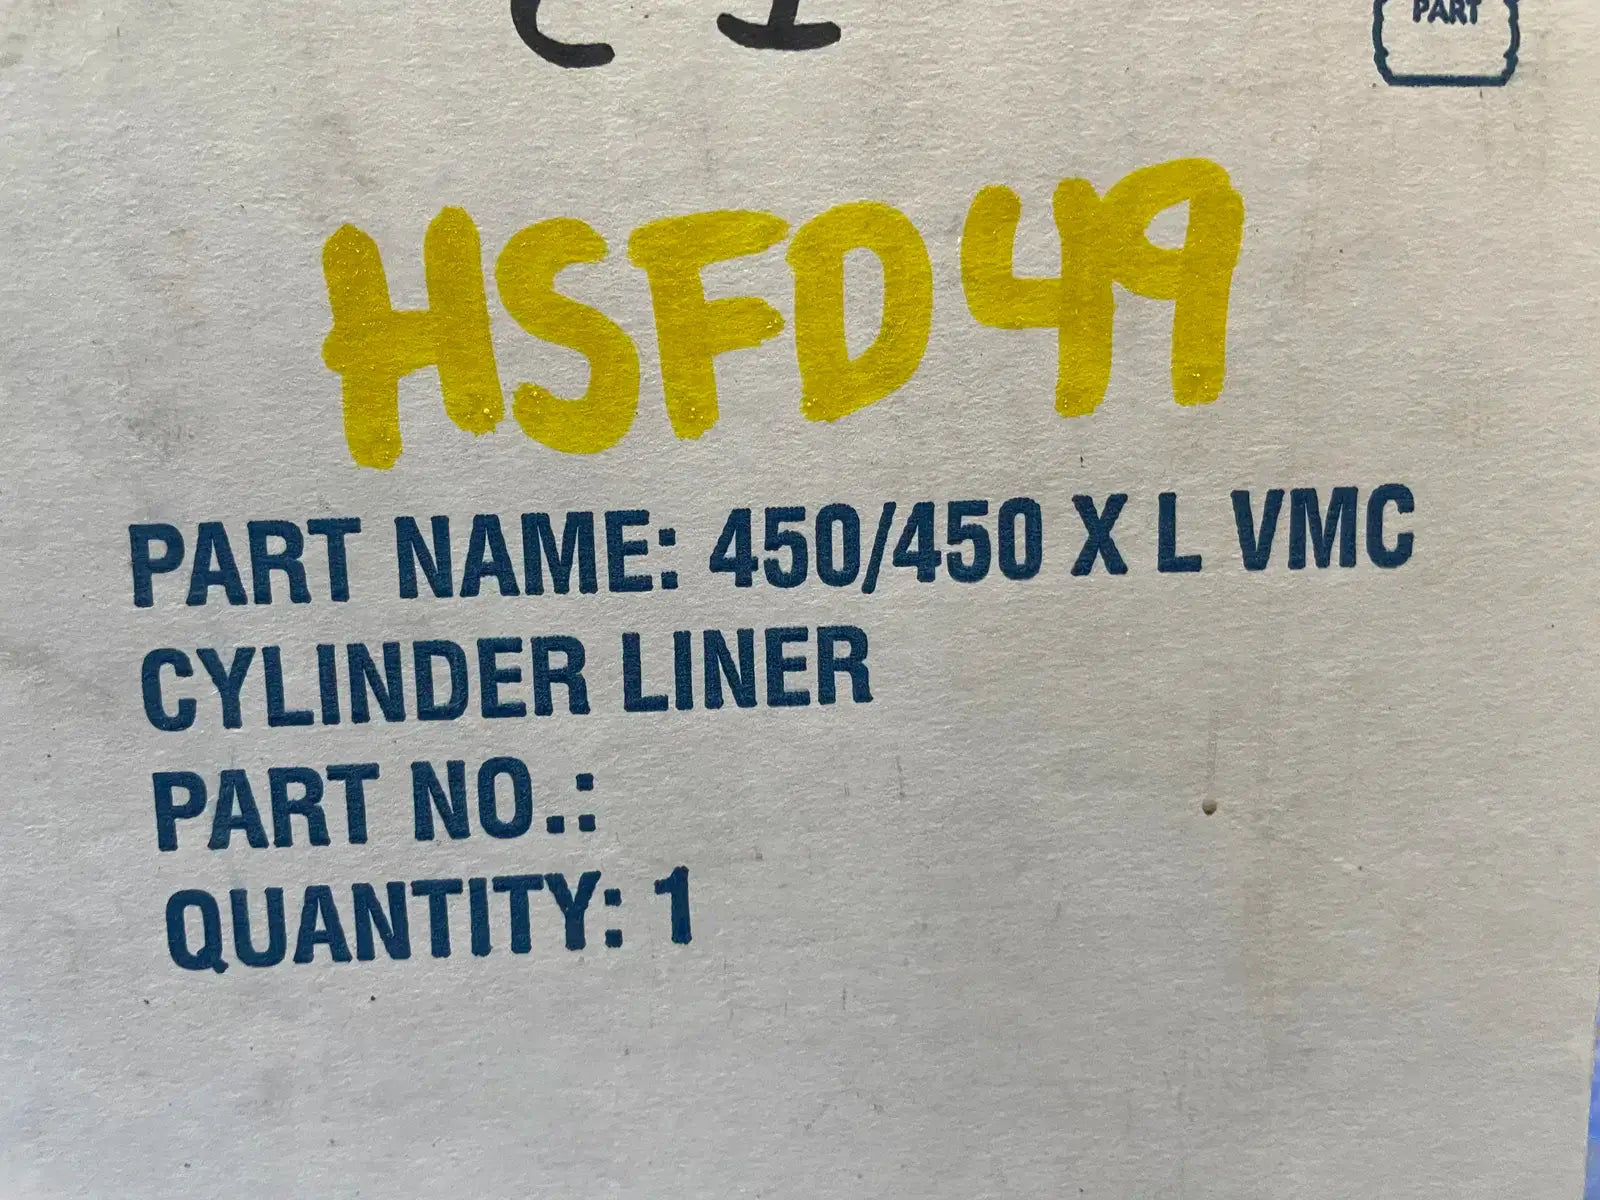 PART
HSFD49
PART NAME: 450/450 X L VMC
CYLINDER LINER
PART NO.:
QUANTITY: 1